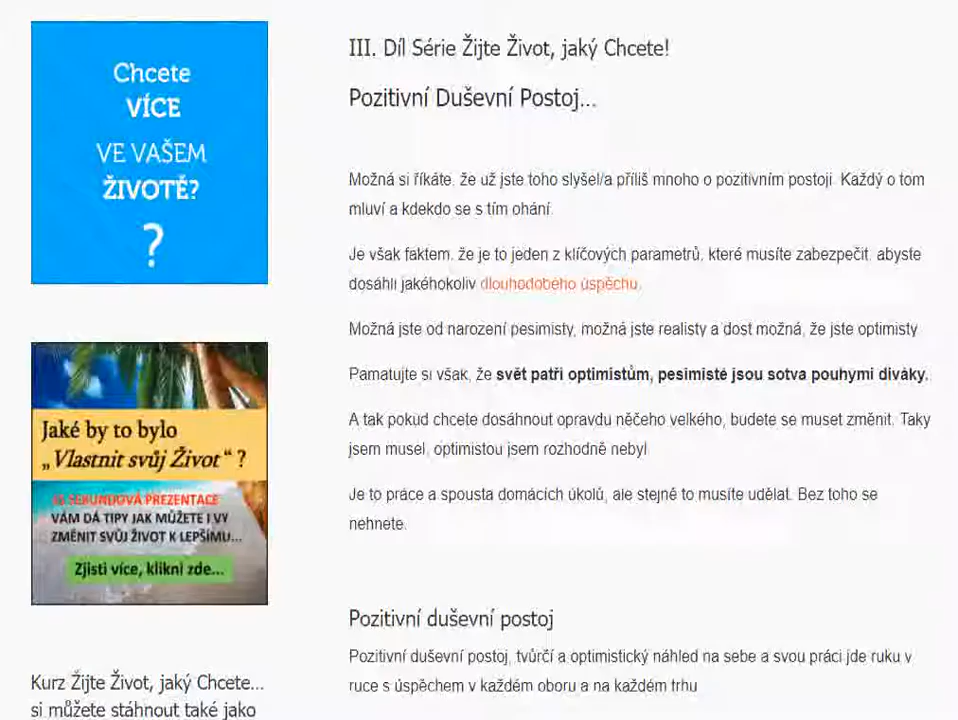 Chcete
VÍCE
VE VAŠEM
ŽIVOTĚ?
?
Jaké by to bylo
„Vlastnit svůj Život“ ?
SEKUNDOVÁ PREZENTACE
VÁM DÁ TIPY JAK MŮŽETE I VY
ZMĚNIT SVŮJ ŽIVOT K LEPŠÍMU...
Zjisti více, klikni zde...
Kurz Žijte Život, jaký Chcete...
si můžete stáhnout také jako
III. Díl Série Žijte Život, jaký Chcete!
Pozitivní Duševní Postoj...
Možná si říkáte, že už jste toho slyšel/a příliš mnoho o pozitivním postoji. Každý o tom
mluví a kdekdo se s tím ohání.
Je však faktem, že je to jeden z klíčových parametrů, které musíte zabezpečit, abyste
dosáhli jakéhokoliv dlouhodobého úspěchu.
Možná jste od narození pesimisty, možná jste realisty a dost možná, že jste optimisty.
Pamatujte si však, že svět patří optimistům, pesimisté jsou sotva pouhými diváky.
A tak pokud chcete dosáhnout opravdu něčeho velkého, budete se muset změnit. Taky
jsem musel, optimistou jsem rozhodně nebyl.
Je to práce a spousta domácích úkolů, ale stejně to musíte udělat. Bez toho se
nehnete.
Pozitivní duševní postoj
Pozitivní duševní postoj, tvůrčí a optimistický náhled na sebe a svou práci jde ruku v
ruce s úspěchem v každém oboru a na každém trhu.